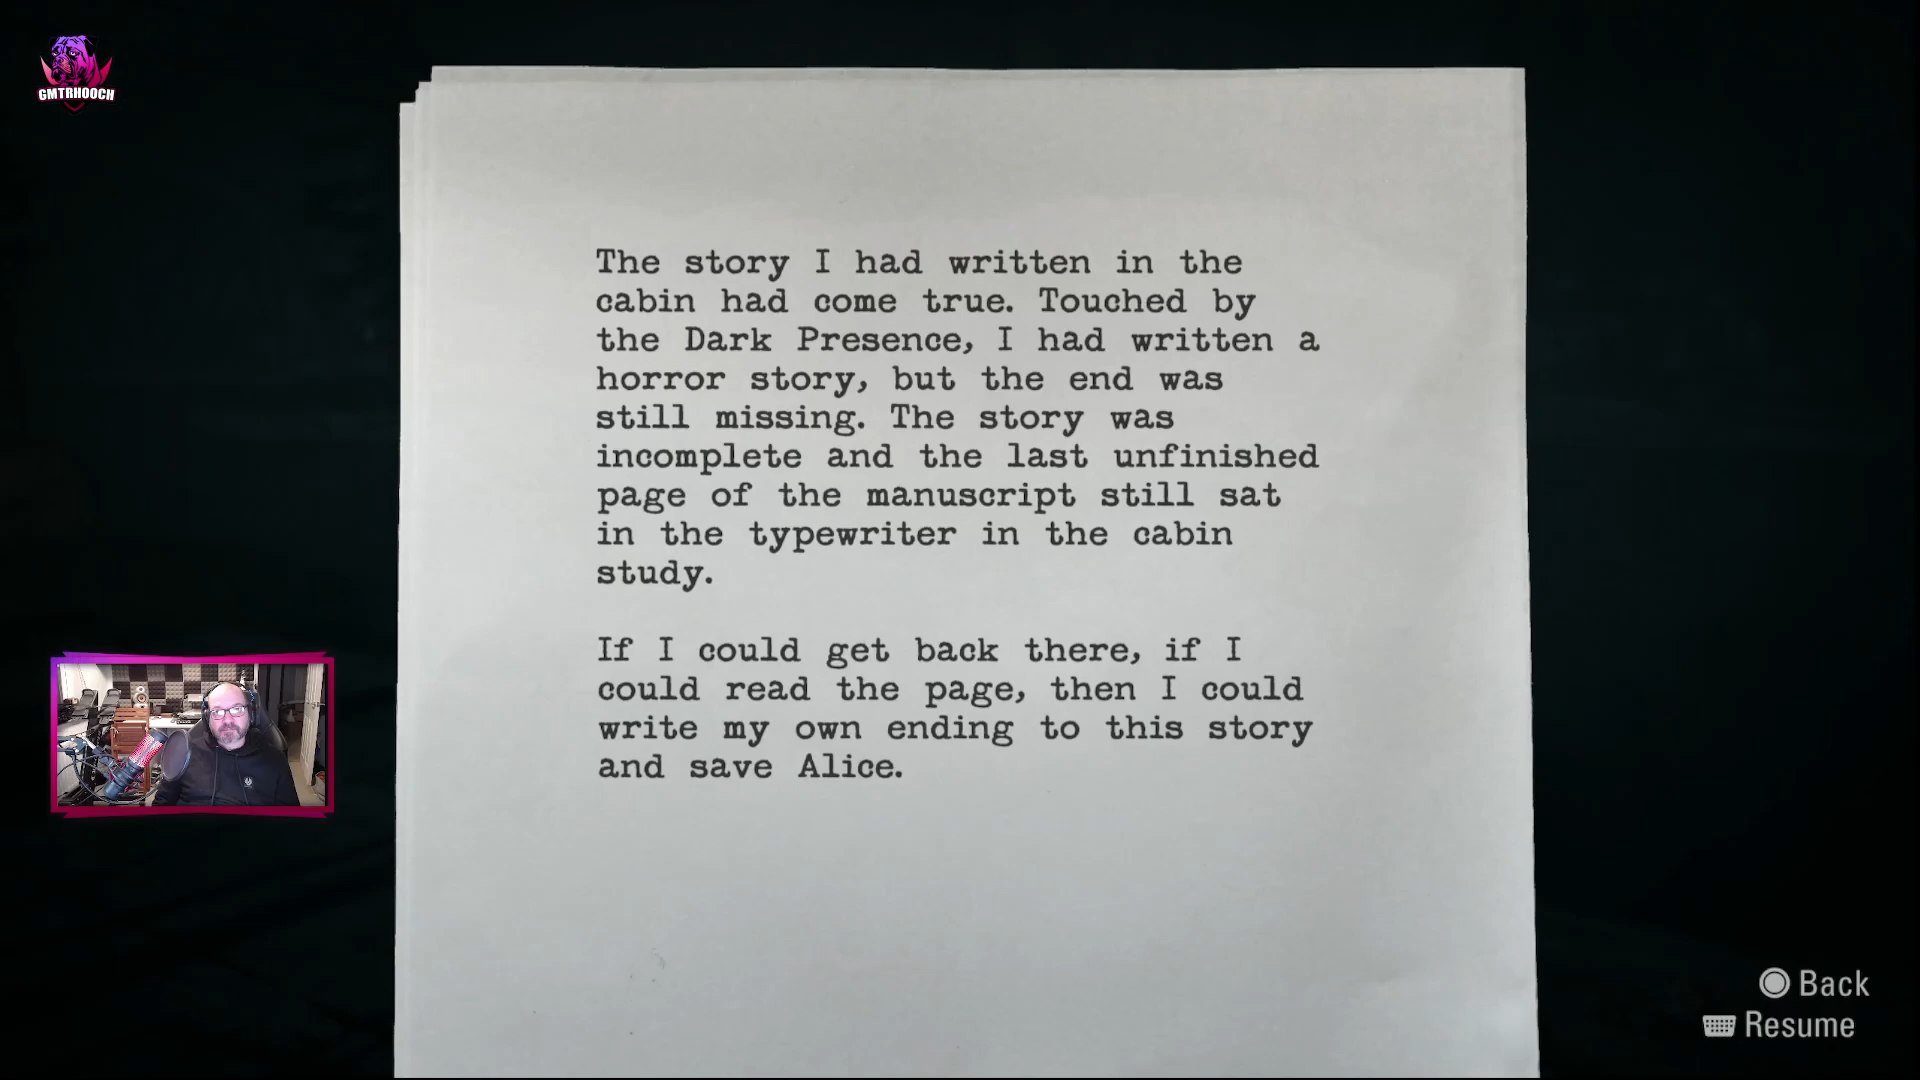 GMTRHOOCH
The story I had written in the
cabin had come true. Touched by
the Dark Presence, I had written a
horror story, but the end was
still missing. The story was
incomplete and the last unfinished
page of the manuscript still sat
in the typewriter in the cabin
study.
If I could get back there, if I
could read the page, then I could
write my own ending to this story
and save Alice.
Back
Resume